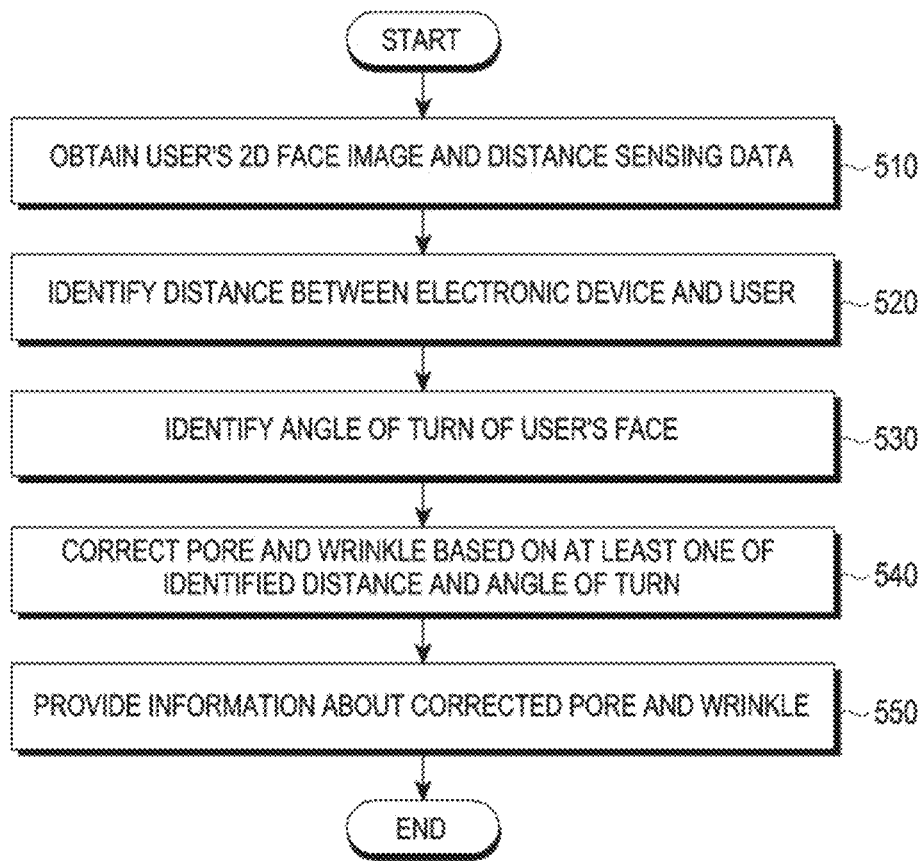 START
OBTAIN USER'S 2D FACE IMAGE AND DISTANCE SENSING DATA
510
IDENTIFY DISTANCE BETWEEN ELECTRONIC DEVICE AND USER
520
IDENTIFY ANGLE OF TURN OF USER'S FACE
530
CORRECT PORE AND WRINKLE BASED ON AT LEAST ONE OF
IDENTIFIED DISTANCE AND ANGLE OF TURN
540
PROVIDE INFORMATION ABOUT CORRECTED PORE AND WRINKLE
550
END